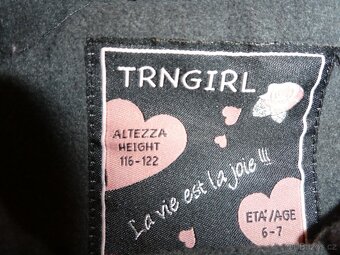 TRNGIRL
ALTEZZA
HEIGHT
116-122
La vie est la joie !!!
ETA'/AGE
6-7